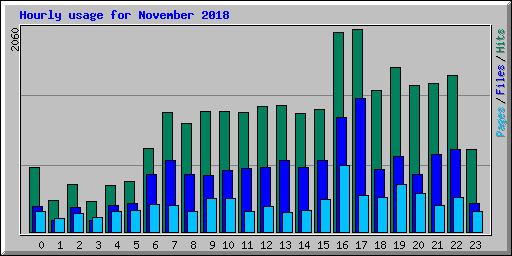 Hourly usage for November 2018
2060
Pages / Files / Hits
0 1 2 3 4 5 6 7 8 9 10 11 12 13 14 15 16 17 18 19 20 21 22 23